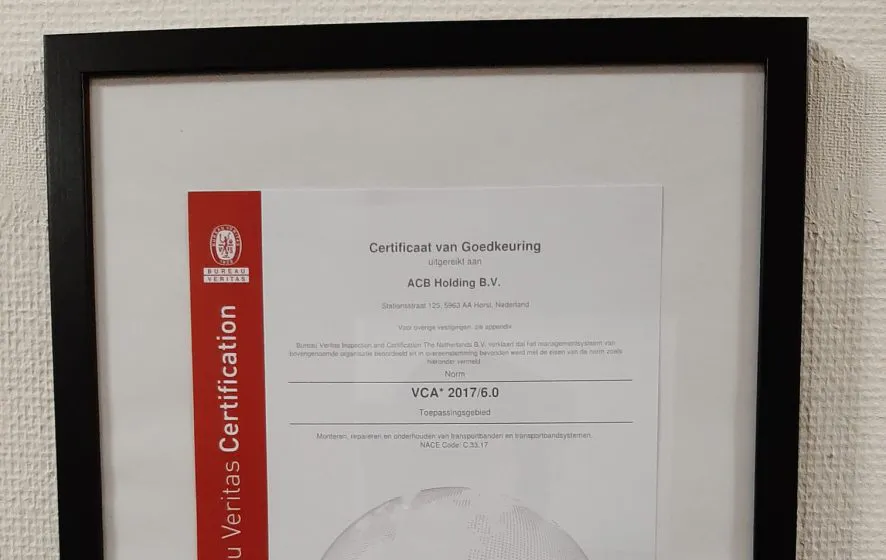 BUREAU VERITAS
1828
BUREAU
VERITAS
u Veritas Certification
Certificaat van Goedkeuring
uitgereikt aan
ACB Holding B.V.
Stationsstraat 125, 5963 AA Horst, Nederland
Voor overige vestigingen: zie appendix
Bureau Veritas Inspection and Certification The Netherlands B.V. verklaart dat het managementsysteem van
bovengenoemde organisatie beoordeeld en in overeenstemming bevonden werd met de eisen van de norm zoals
hieronder vermeld
Norm
VCA* 2017/6.0
Toepassingsgebied
Monteren, repareren en onderhouden van transportbanden en transportbandsystemen.
NACE Code: C.33.17